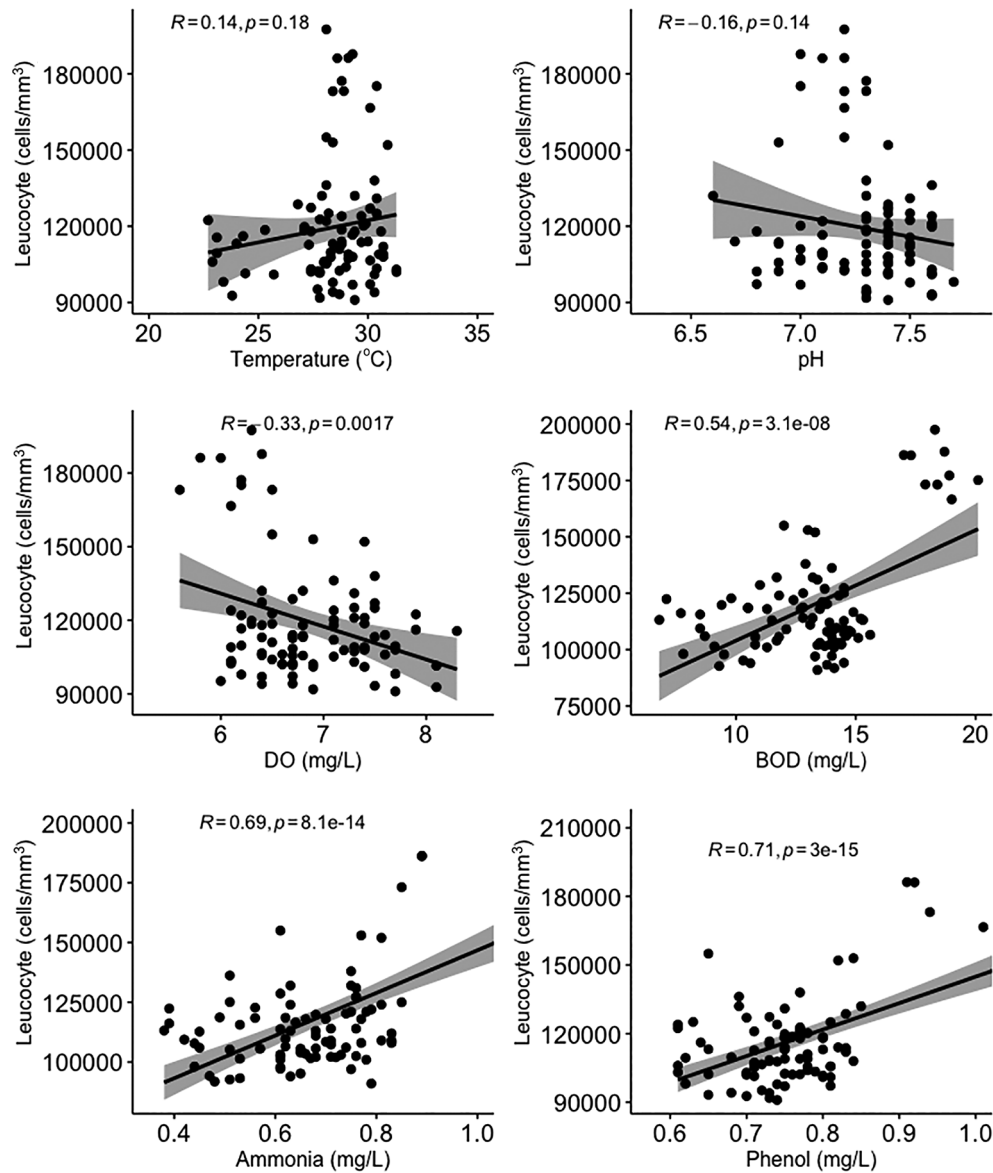 R=0.14, p=0.18
Leucocyte (cells/mm³)
180000
150000
120000
90000
20 25 30 35
Temperature (°C)
R=−0.16, p=0.14
Leucocyte (cells/mm³)
180000
150000
120000
90000
6.5 7.0 7.5
pH
R=−0.33, p=0.0017
Leucocyte (cells/mm³)
180000
150000
120000
90000
6 7 8
DO (mg/L)
R=0.54, p=3.1e-08
Leucocyte (cells/mm³)
200000
175000
150000
125000
100000
75000
10 15 20
BOD (mg/L)
R=0.69, p=8.1e-14
Leucocyte (cells/mm³)
200000
175000
150000
125000
100000
0.4 0.6 0.8 1.0
Ammonia (mg/L)
R=0.71, p=3e-15
Leucocyte (cells/mm³)
210000
180000
150000
120000
90000
0.6 0.7 0.8 0.9 1.0
Phenol (mg/L)